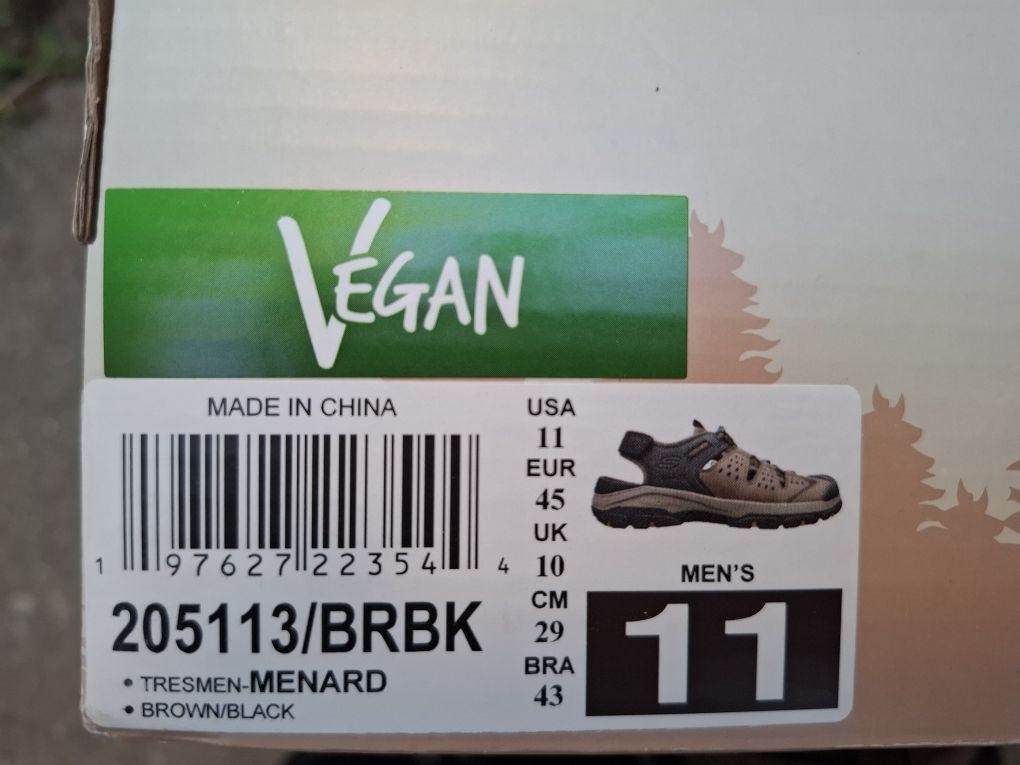 VEGAN
MADE IN CHINA
1 97627 22354 4
205113/BRBK
• TRESMEN-MENARD
• BROWN/BLACK
USA
11
EUR
45
UK
10
CM
29
BRA
43
MEN'S
11